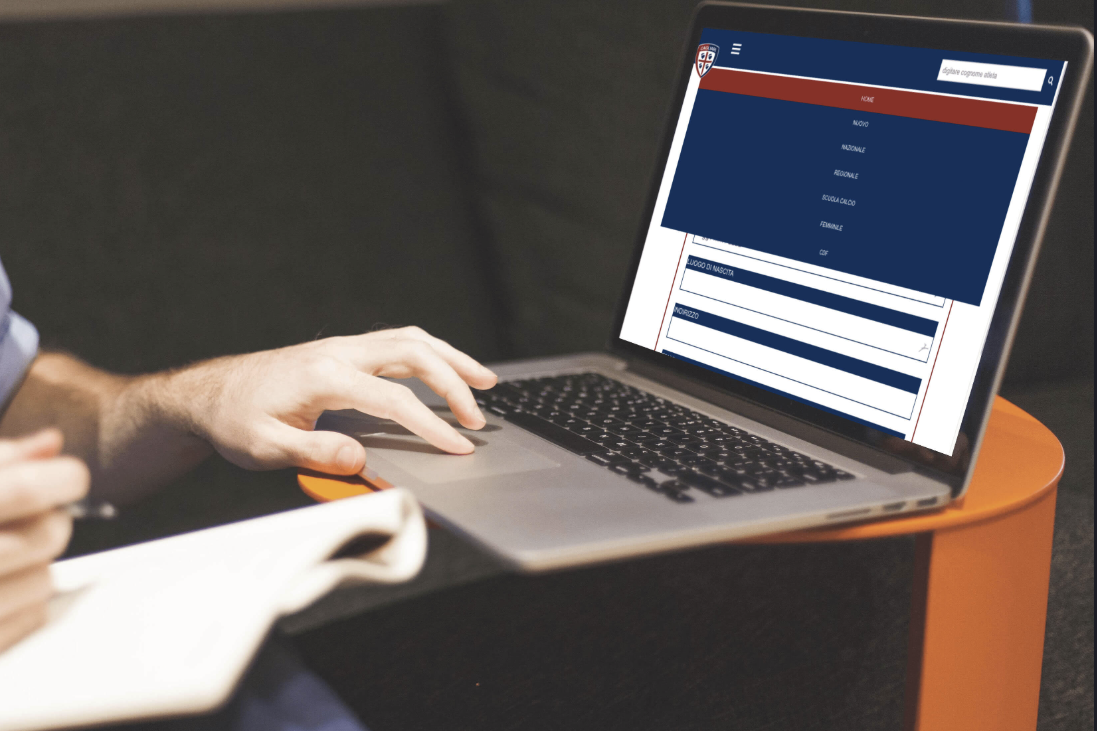 digitare cognome atleta
HOME
NUOVO
NAZIONALE
REGIONALE
SCUOLA CALCIO
FEMMINILE
CDF
LUOGO DI NASCITA
INDIRIZZO